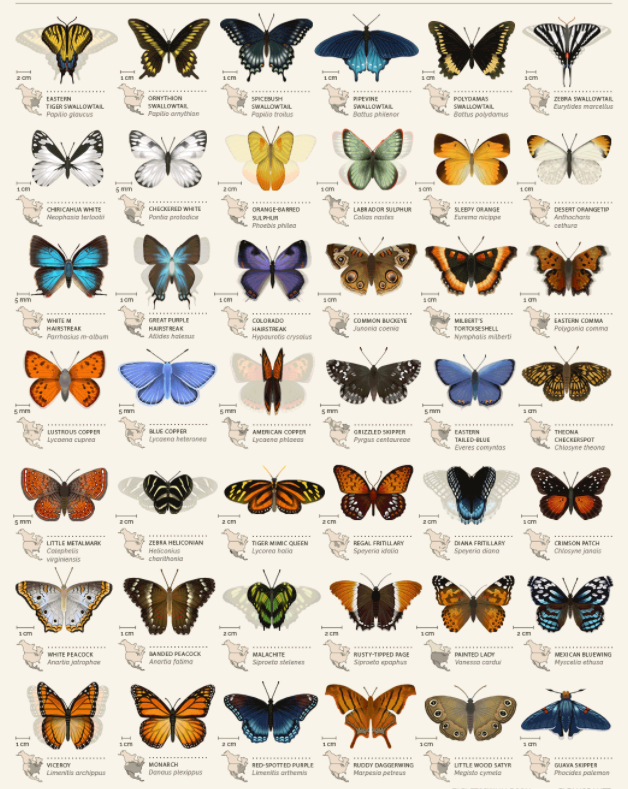 2 cm
EASTERN
TIGER SWALLOWTAIL
Papilio glaucus
1 cm
ORNYTHION
SWALLOWTAIL
Papilio ornythion
1 cm
SPICEBUSH
SWALLOWTAIL
Papilio troilus
1 cm
PIPEVINE
SWALLOWTAIL
Battus philenor
1 cm
POLYDAMAS
SWALLOWTAIL
Battus polydamus
1 cm
ZEBRA SWALLOWTAIL
Eurytides marcellus
1 cm
CHIRICAHUA WHITE
Neophasia terlootii
5 mm
CHECKERED WHITE
Pontia protodice
2 cm
ORANGE-BARRED
SULPHUR
Phoebis philea
1 cm
LABRADOR SULPHUR
Colias nastes
1 cm
SLEEPY ORANGE
Eurema nicippe
1 cm
DESERT ORANGETIP
Anthocharis
cethura
5 mm
WHITE M
HAIRSTREAK
Parrhasius m-album
1 cm
GREAT PURPLE
HAIRSTREAK
Atlides halesus
1 cm
COLORADO
HAIRSTREAK
Hypaurotis crysalus
1 cm
COMMON BUCKEYE
Junonia coenia
1 cm
MILBERT'S
TORTOISESHELL
Nymphalis milberti
1 cm
EASTERN COMMA
Polygonia comma
5 mm
LUSTROUS COPPER
Lycaena cuprea
5 mm
BLUE COPPER
Lycaena heteronea
5 mm
AMERICAN COPPER
Lycaena phlaeas
5 mm
GRIZZLED SKIPPER
Pyrgus centaureae
5 mm
EASTERN
TAILED-BLUE
Everes comyntas
1 cm
THEONA
CHECKERSPOT
Chlosyne theona
5 mm
LITTLE METALMARK
Calephelis
virginiensis
2 cm
ZEBRA HELICONIAN
Heliconius
charithonia
2 cm
TIGER MIMIC QUEEN
Lycorea halia
2 cm
REGAL FRITILLARY
Speyeria idalia
2 cm
DIANA FRITILLARY
Speyeria diana
1 cm
CRIMSON PATCH
Chlosyne janais
1 cm
WHITE PEACOCK
Anartia jatrophae
1 cm
BANDED PEACOCK
Anartia fatima
2 cm
MALACHITE
Siproeta stelenes
2 cm
RUSTY-TIPPED PAGE
Siproeta epaphus
1 cm
PAINTED LADY
Vanessa cardui
2 cm
MEXICAN BLUEWING
Myscelia ethusa
1 cm
VICEROY
Limenitis archippus
1 cm
MONARCH
Danaus plexippus
2 cm
RED-SPOTTED PURPLE
Limenitis arthemis
1 cm
RUDDY DAGGERWING
Marpesia petreus
1 cm
LITTLE WOOD SATYR
Megisto cymela
1 cm
GUAVA SKIPPER
Phocides palemon